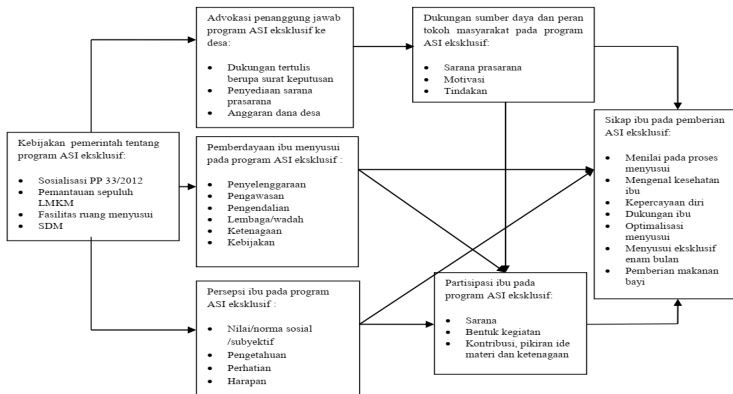 Advokasi penanggung jawab
program ASI eksklusif ke
desa:
• Dukungan tertulis
berupa surat keputusan
• Penyediaan sarana
prasarana
• Anggaran dana desa
Dukungan sumber daya dan peran
tokoh masyarakat pada program
ASI eksklusif:
• Sarana prasarana
• Motivasi
• Tindakan
Kebijakan pemerintah tentang
program ASI eksklusif:
• Sosialisasi PP 33/2012
• Pemantauan sepuluh
LMKM
• Fasilitas ruang menyusui
• SDM
Pemberdayaan ibu menyusui
pada program ASI eksklusif :
• Penyelenggaraan
• Pengawasan
• Pengendalian
• Lembaga/wadah
• Ketenagaan
• Kebijakan
Sikap ibu pada pemberian
ASI eksklusif:
• Menilai pada proses
menyusui
• Mengenal kesehatan
ibu
• Kepercayaan diri
• Dukungan ibu
• Optimalisasi
menyusui
• Menyusui eksklusif
enam bulan
• Pemberian makanan
bayi
Persepsi ibu pada program
ASI eksklusif :
• Nilai/norma sosial
/subyektif
• Pengetahuan
• Perhatian
• Harapan
Partisipasi ibu pada
program ASI eksklusif:
• Sarana
• Bentuk kegiatan
• Kontribusi, pikiran ide
materi dan ketenagaan